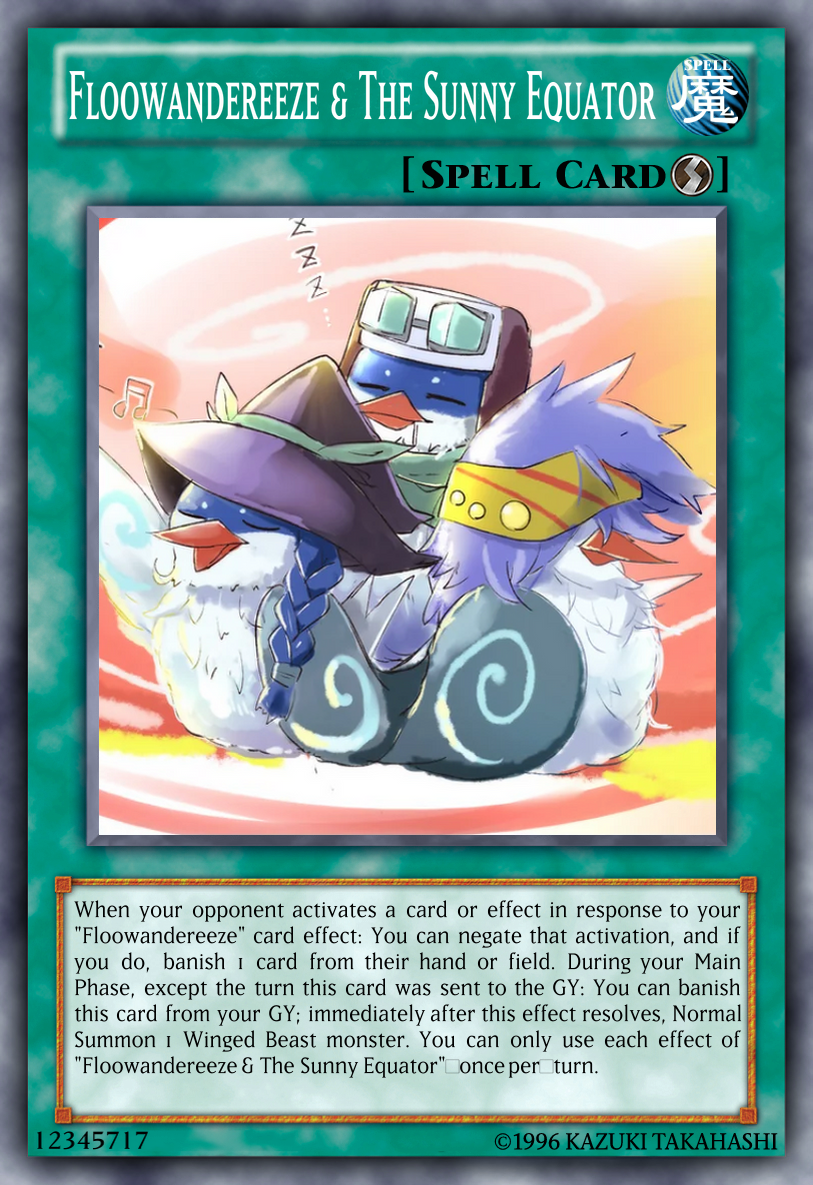 FLOOWANDEREEZE & THE SUNNY EQUATOR
SPELL
魔
[SPELL CARD]
z
z
z
...
When your opponent activates a card or effect in response to your
"Floowandereeze" card effect: You can negate that activation, and if
you do, banish 1 card from their hand or field. During your Main
Phase, except the turn this card was sent to the GY: You can banish
this card from your GY; immediately after this effect resolves, Normal
Summon 1 Winged Beast monster. You can only use each effect of
"Floowandereeze & The Sunny Equator"□once per□turn.
12345717
©1996 KAZUKI TAKAHASHI